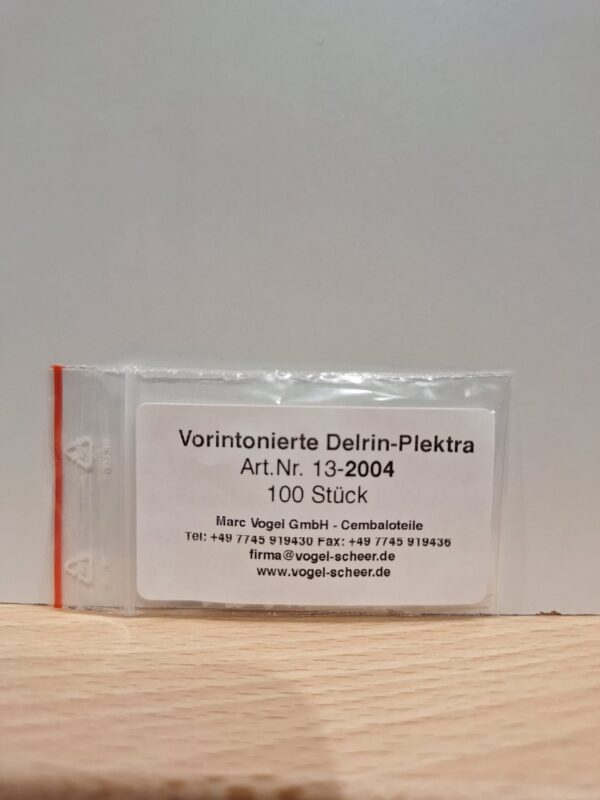 Vorintonierte Delrin-Plektra
Art.Nr. 13-2004
100 Stück
Marc Vogel GmbH - Cembaloteile
Tel: +49 7745 919430 Fax: +49 7745 919436
firma@vogel-scheer.de
www.vogel-scheer.de